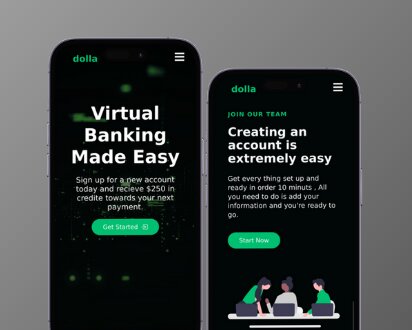 dolla
Virtual
Banking
Made Easy
Sign up for a new account
today and recieve $250 in
credite towards your next
payment.
Get Started
dolla
JOIN OUR TEAM
Creating an
account is
extremely easy
Get every thing set up and
ready in order 10 minuts , All
you need to do is add your
information and you're ready to
go.
Start Now